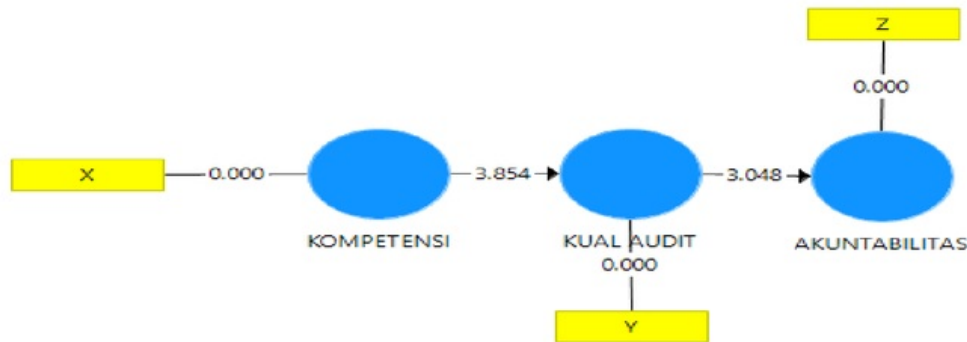 Z
0.000
X
0.000
3.854
3.048
KOMPETENSI
KUAL AUDIT
AKUNTABILITAS
0.000
Y